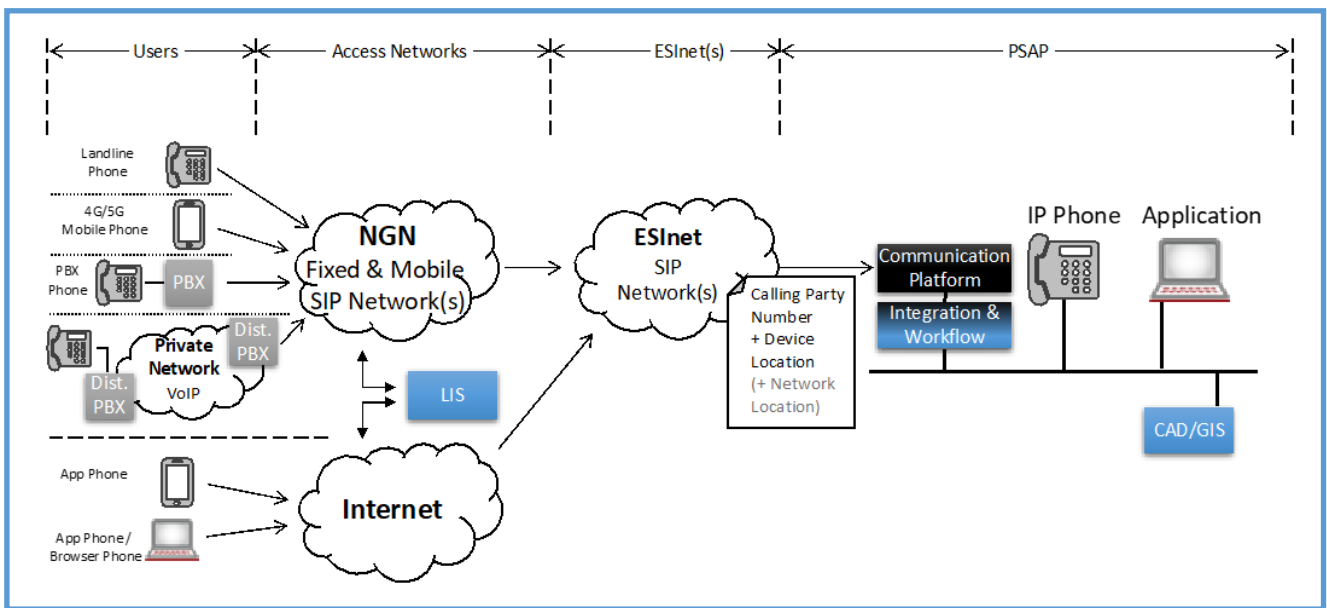 Users
Access Networks
ESInet(s)
PSAP
Landline
Phone
4G/5G
Mobile Phone
PBX
Phone
PBX
Private
Network
VoIP
Dist.
PBX
Dist.
PBX
App Phone
App Phone/
Browser Phone
NGN
Fixed & Mobile
SIP Network(s)
LIS
Internet
ESInet
SIP
Network(s)
Calling Party
Number
+ Device
Location
(+ Network
Location)
Communication
Platform
Integration &
Workflow
IP Phone
Application
CAD/GIS